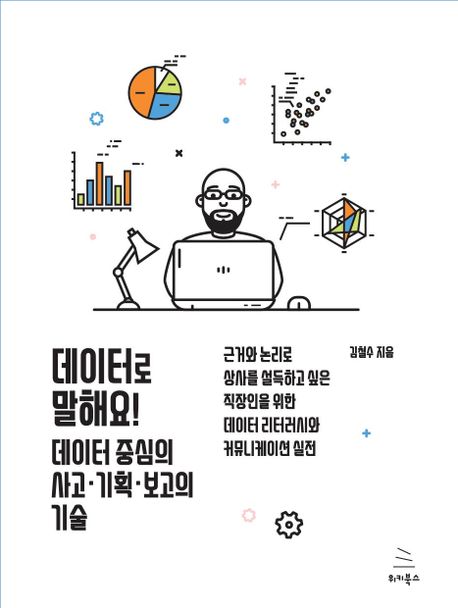 데이터로
말해요!
데이터 중심의
사고·기획·보고의
기술
근거와 논리로
상사를 설득하고 싶은
직장인을 위한
데이터 리터러시와
커뮤니케이션 실전
김철수 지음
위키북스